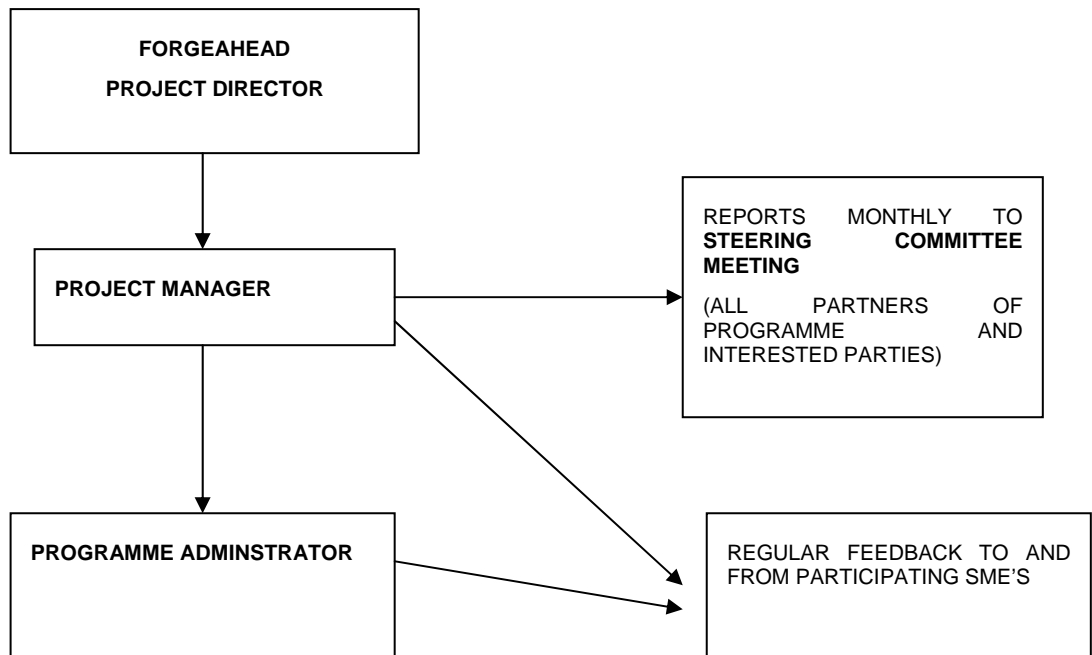 FORGEAHEAD
PROJECT DIRECTOR
PROJECT MANAGER
REPORTS MONTHLY TO
STEERING COMMITTEE
MEETING
(ALL PARTNERS OF
PROGRAMME AND
INTERESTED PARTIES)
PROGRAMME ADMINSTRATOR
REGULAR FEEDBACK TO AND
FROM PARTICIPATING SME'S